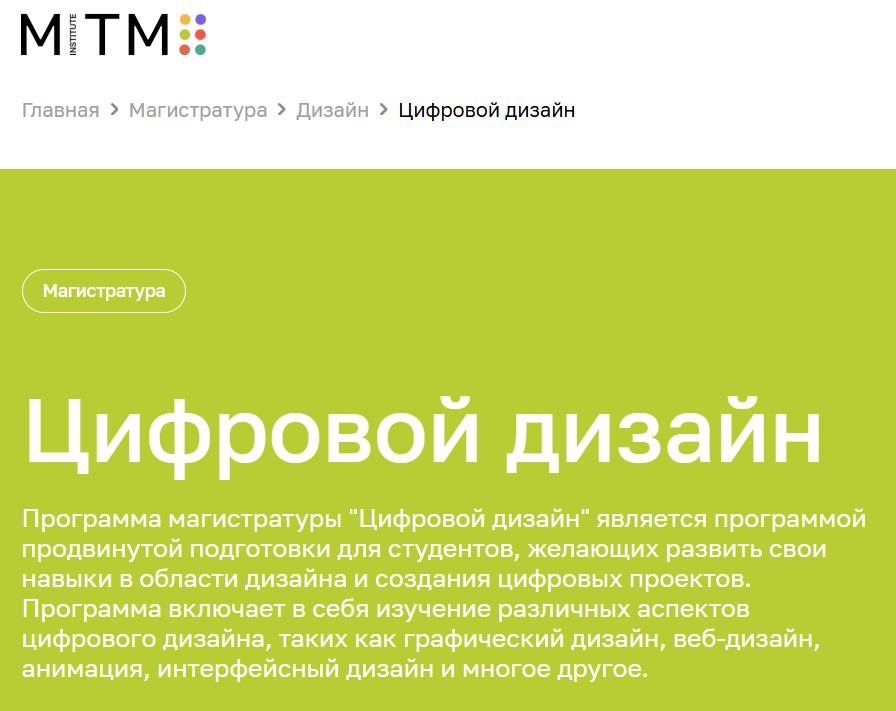 MITM
INSTITUTE
Главная > Магистратура > Дизайн > Цифровой дизайн
Магистратура
Цифровой дизайн
Программа магистратуры "Цифровой дизайн" является программой
продвинутой подготовки для студентов, желающих развить свои
навыки в области дизайна и создания цифровых проектов.
Программа включает в себя изучение различных аспектов
цифрового дизайна, таких как графический дизайн, веб-дизайн,
анимация, интерфейсный дизайн и многое другое.